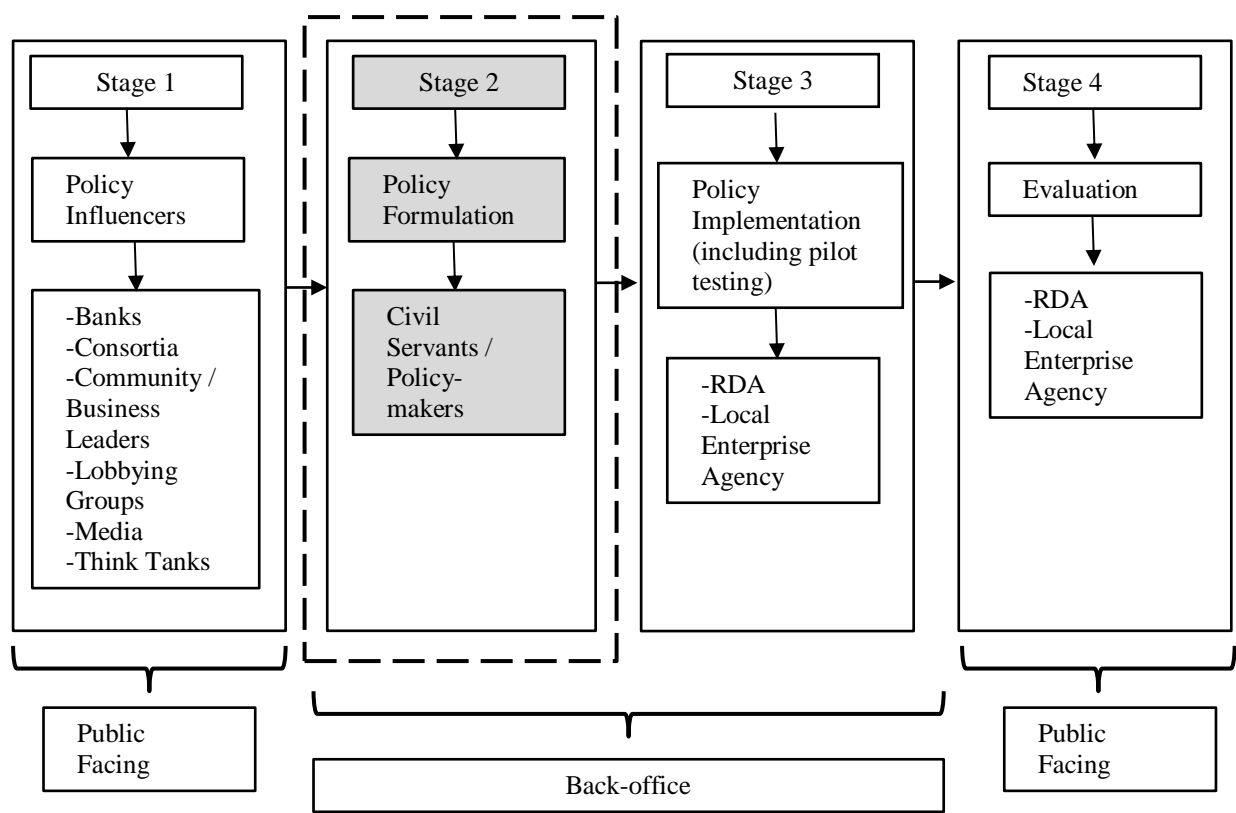 Stage 1
Policy
Influencers
-Banks
-Consortia
-Community /
Business
Leaders
-Lobbying
Groups
-Media
-Think Tanks
Stage 2
Policy
Formulation
Civil
Servants /
Policy-
makers
Stage 3
Policy
Implementation
(including pilot
testing)
-RDA
-Local
Enterprise
Agency
Stage 4
Evaluation
-RDA
-Local
Enterprise
Agency
Public
Facing
Back-office
Public
Facing